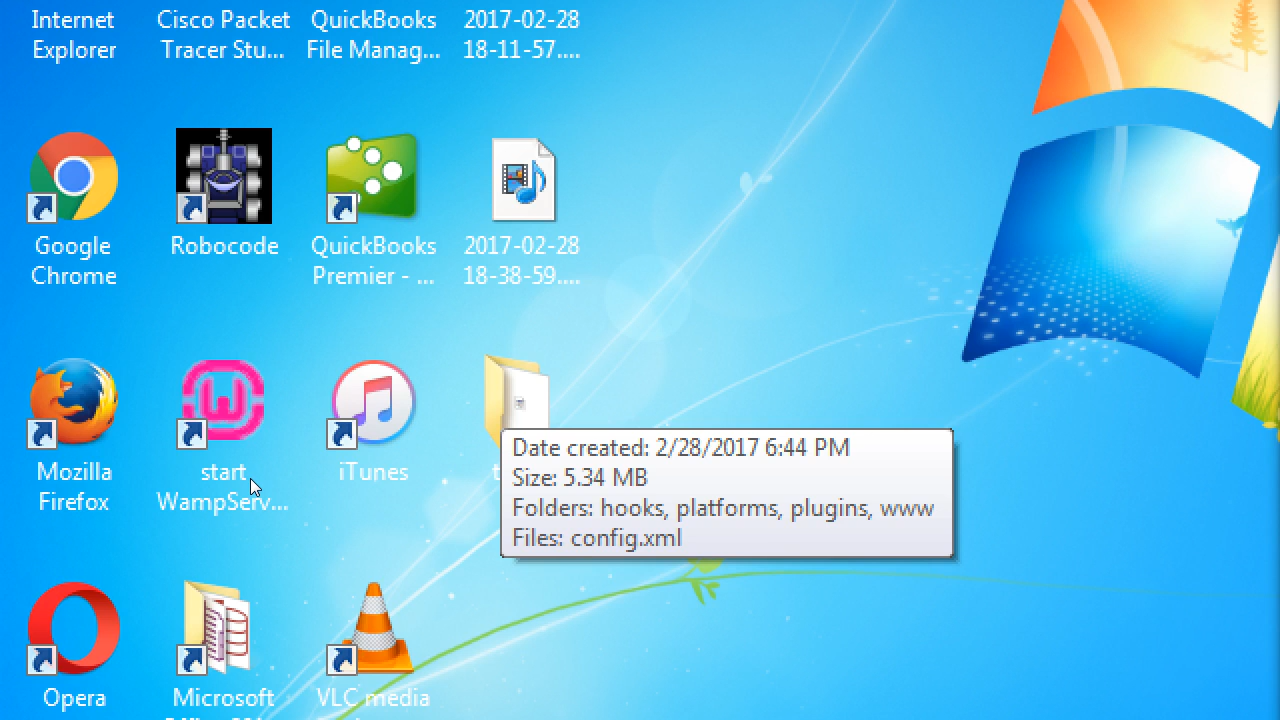 Internet
Explorer
Cisco Packet
Tracer Stu...
QuickBooks
File Manag...
2017-02-28
18-11-57....
Google
Chrome
Robocode
QuickBooks
Premier - ...
2017-02-28
18-38-59....
Mozilla
Firefox
start
WampServ...
iTunes
Date created: 2/28/2017 6:44 PM
Size: 5.34 MB
Folders: hooks, platforms, plugins, www
Files: config.xml
Opera
Microsoft
VLC media